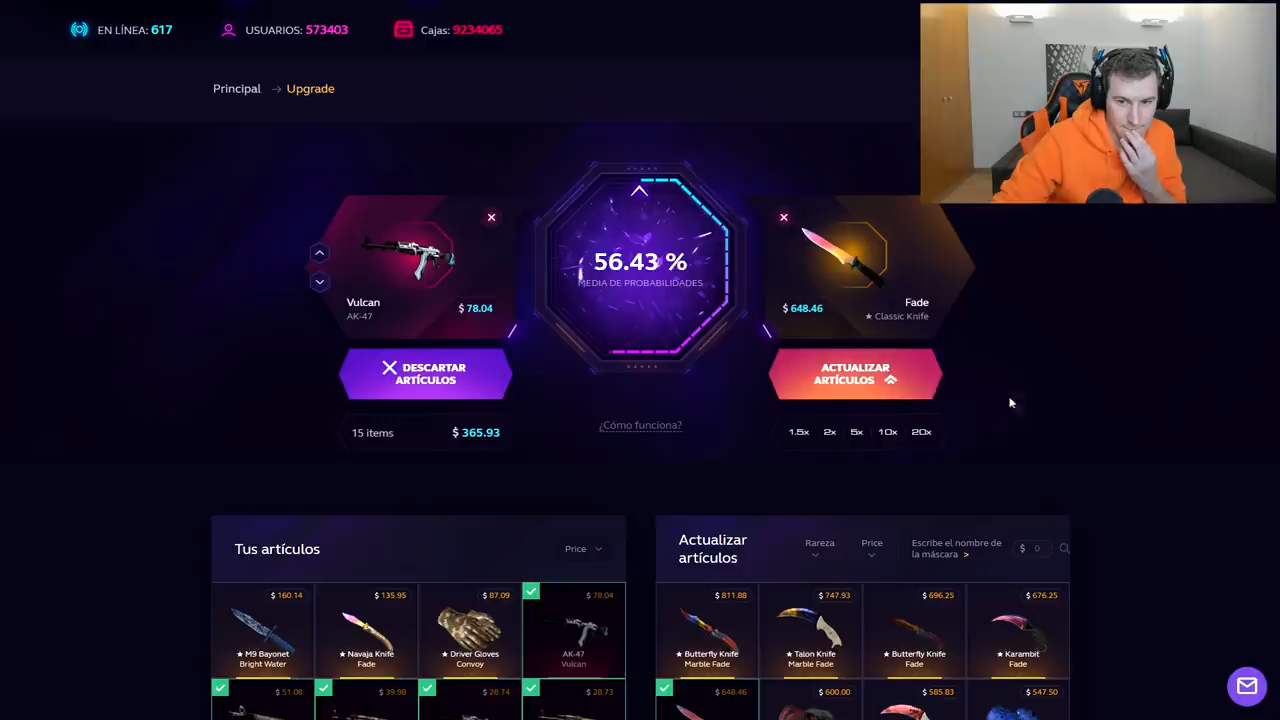 EN LÍNEA: 617
USUARIOS: 573403
Cajas: 9234065
Principal → Upgrade
56.43 %
MEDIA DE PROBABILIDADES
Vulcan
AK-47
$ 78.04
$ 648.46
Fade
★ Classic Knife
DESCARTAR
ARTÍCULOS
ACTUALIZAR
ARTÍCULOS
15 items
$ 365.93
¿Cómo funciona?
1.5x 2x 5x 10x 20x
Tus artículos
Price
Actualizar
artículos
Rareza
Price
Escribe el nombre de
la máscara >
$ 0
$ 160.14
★ M9 Bayonet
Bright Water
$ 135.95
★ Navaja Knife
Fade
$ 87.09
★ Driver Gloves
Convoy
$ 78.04
AK-47
Vulcan
$ 811.88
★ Butterfly Knife
Marble Fade
$ 747.93
★ Talon Knife
Marble Fade
$ 696.25
★ Butterfly Knife
Fade
$ 676.25
★ Karambit
Fade
$ 51.08
$ 39.98
$ 28.74
$ 28.73
$ 648.46
$ 600.00
$ 585.83
$ 547.50